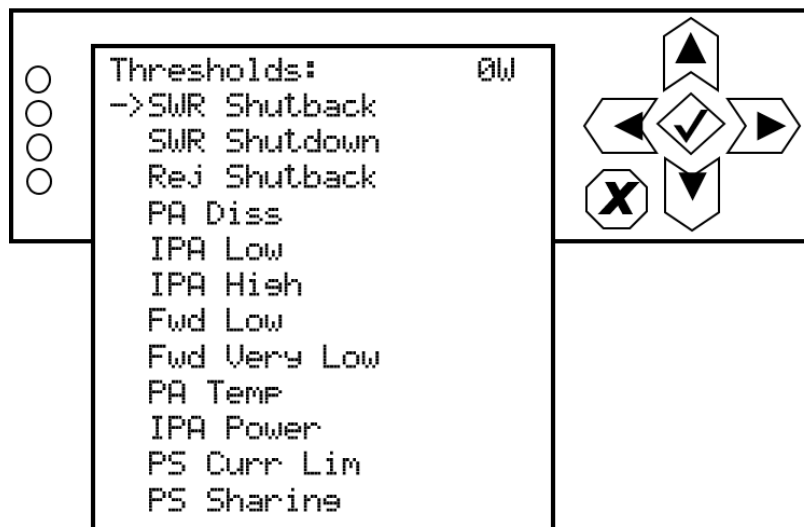 Thresholds: 0W
->SWR Shutback
SWR Shutdown
Rej Shutback
PA Diss
IPA Low
IPA High
Fwd Low
Fwd Very Low
PA Temp
IPA Power
PS Curr Lim
PS Sharing
X